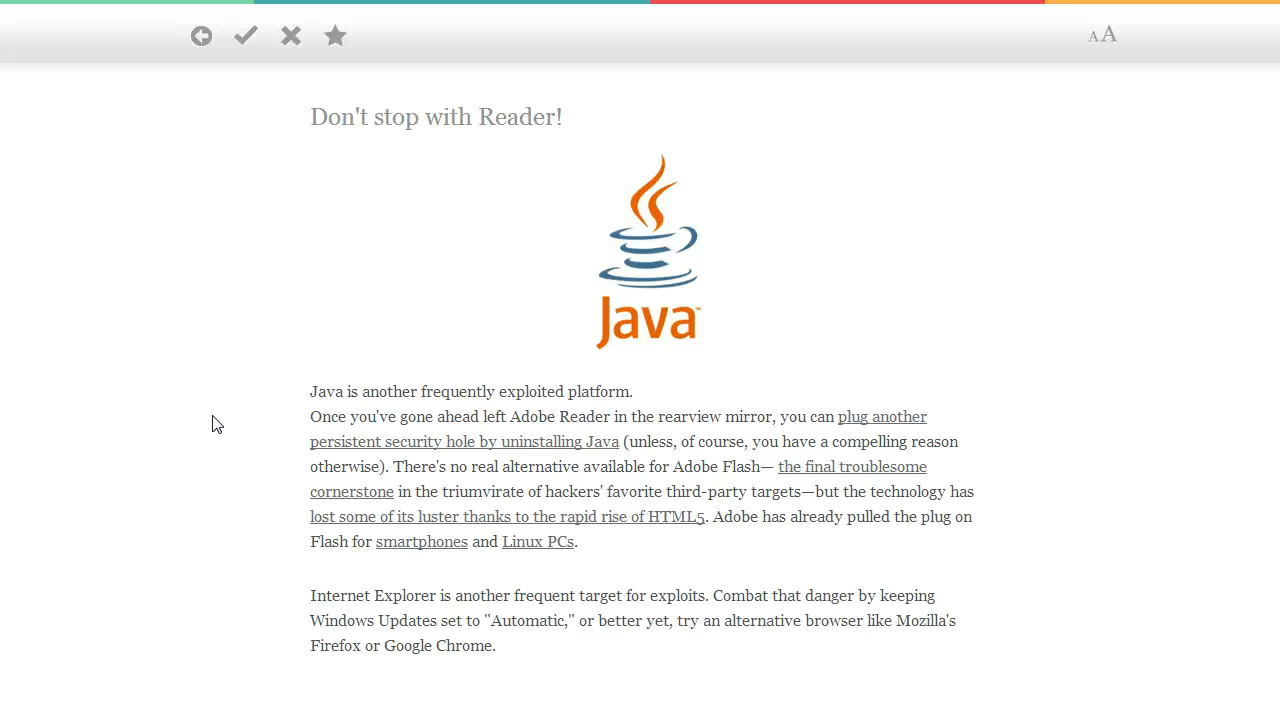 AA
Don't stop with Reader!
Java™
Java is another frequently exploited platform.
Once you've gone ahead left Adobe Reader in the rearview mirror, you can plug another
persistent security hole by uninstalling Java (unless, of course, you have a compelling reason
otherwise). There's no real alternative available for Adobe Flash— the final troublesome
cornerstone in the triumvirate of hackers' favorite third-party targets—but the technology has
lost some of its luster thanks to the rapid rise of HTML5. Adobe has already pulled the plug on
Flash for smartphones and Linux PCs.
Internet Explorer is another frequent target for exploits. Combat that danger by keeping
Windows Updates set to "Automatic," or better yet, try an alternative browser like Mozilla's
Firefox or Google Chrome.